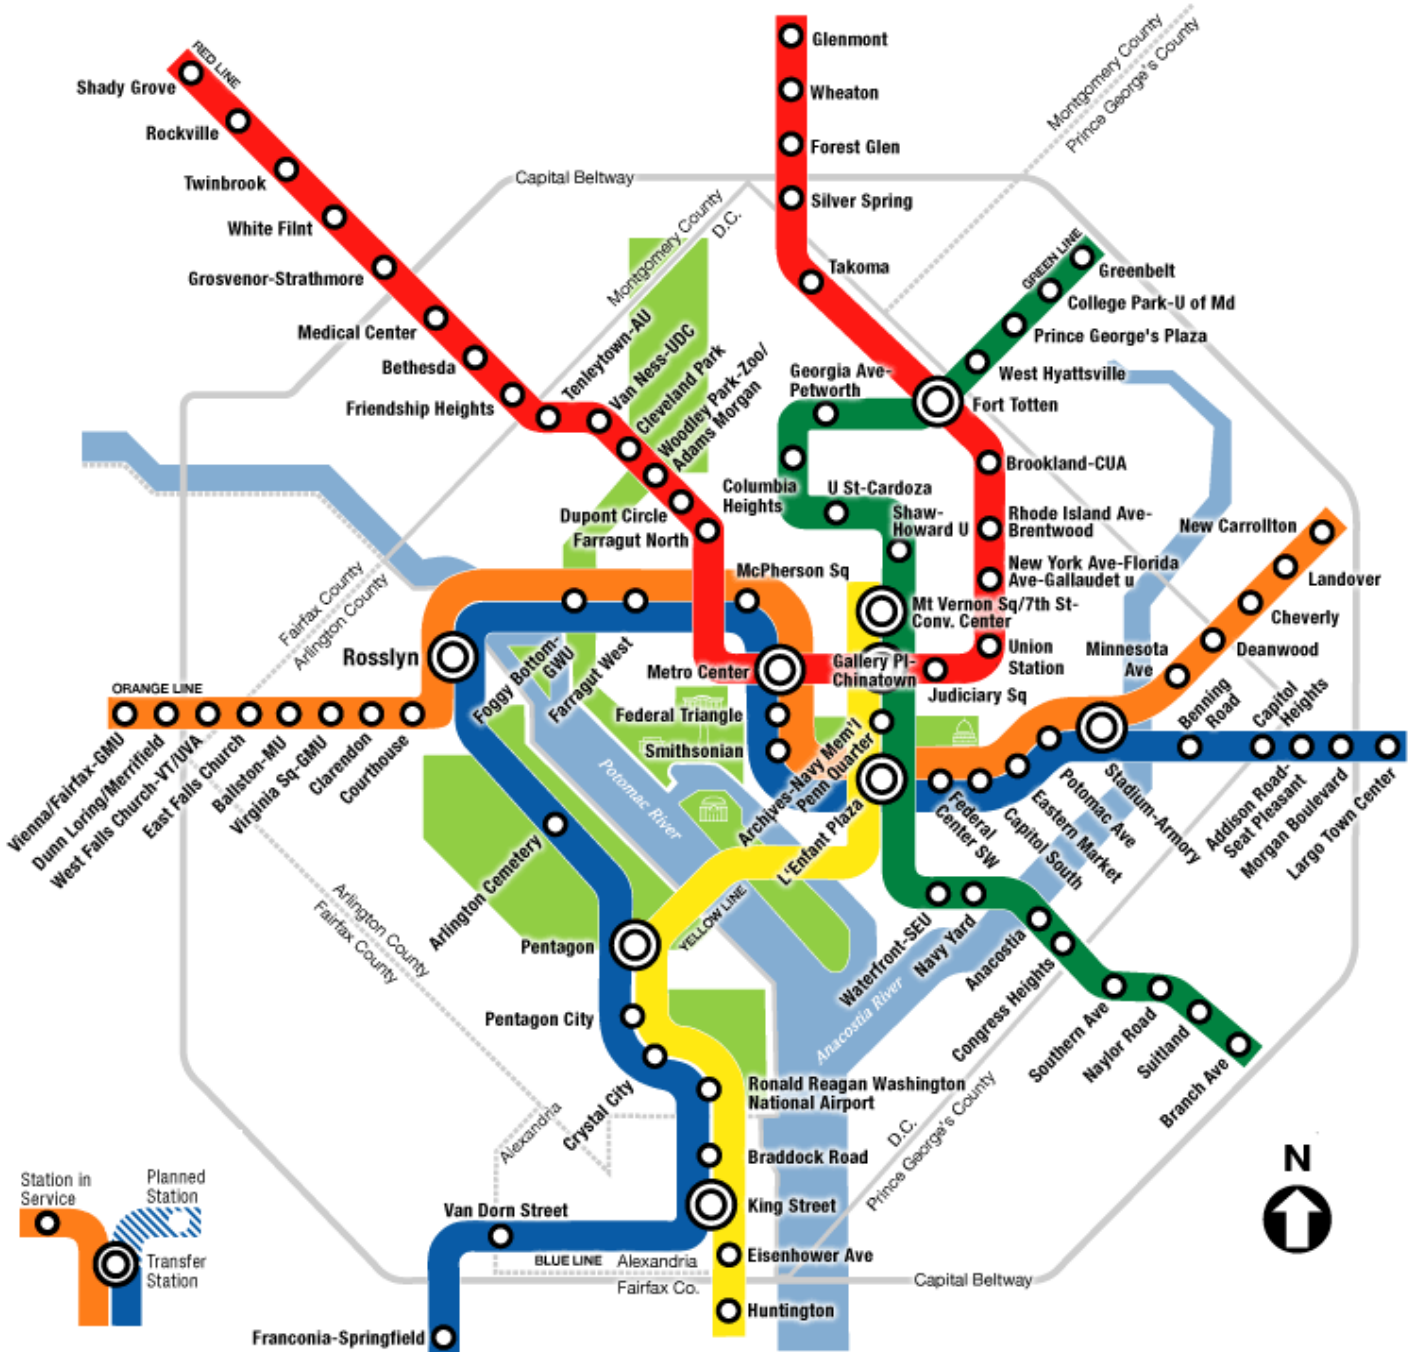 RED LINE
Shady Grove
Rockville
Twinbrook
White Filnt
Grosvenor-Strathmore
Medical Center
Bethesda
Friendship Heights
Tenleytown-AU
Van Ness-UDC
Cleveland Park
Woodley Park-Zoo/
Adams Morgan
Dupont Circle
Farragut North
Glenmont
Wheaton
Forest Glen
Silver Spring
Takoma
Montgomery County
Prince George's County
Capital Beltway
Montgomery County
D.C.
GREEN LINE
Greenbelt
College Park-U of Md
Prince George's Plaza
West Hyattsville
Fort Totten
Georgia Ave-
Petworth
Columbia
Heights
U St-Cardoza
Shaw-
Howard U
Brookland-CUA
Rhode Island Ave-
Brentwood
New York Ave-Florida
Ave-Gallaudet u
Mt Vernon Sq/7th St-
Conv. Center
Union
Station
Judiciary Sq
Gallery Pl-
Chinatown
Metro Center
McPherson Sq
Federal Triangle
Smithsonian
Fairfax County
Arlington County
Rosslyn
Foggy Bottom-
GWU
Farragut West
ORANGE LINE
Vienna/Fairfax-GMU
Dunn Loring/Merrifield
West Falls Church-VT/UVA
East Falls Church
Ballston-MU
Virginia Sq-GMU
Clarendon
Courthouse
New Carrollton
Landover
Cheverly
Deanwood
Minnesota
Ave
Benning
Road
Capitol
Heights
Addison Road-
Seat Pleasant
Morgan Boulevard
Largo Town Center
Stadium-Armory
Potomac Ave
Eastern Market
Capitol South
Federal
Center SW
Archives-Navy Mem'l
Penn Quarter
L'Enfant Plaza
Potomac River
Arlington Cemetery
Arlington County
Fairfax County
Pentagon
YELLOW LINE
Waterfront-SEU
Navy Yard
Anacostia
Congress Heights
Southern Ave
Naylor Road
Suitland
Branch Ave
Anacostia River
Pentagon City
Crystal City
Ronald Reagan Washington
National Airport
Braddock Road
King Street
Eisenhower Ave
Huntington
Van Dorn Street
BLUE LINE
Franconia-Springfield
Alexandria
Alexandria
Fairfax Co.
D.C.
Prince George's County
Capital Beltway
N
Station in
Service
Planned
Station
Transfer
Station